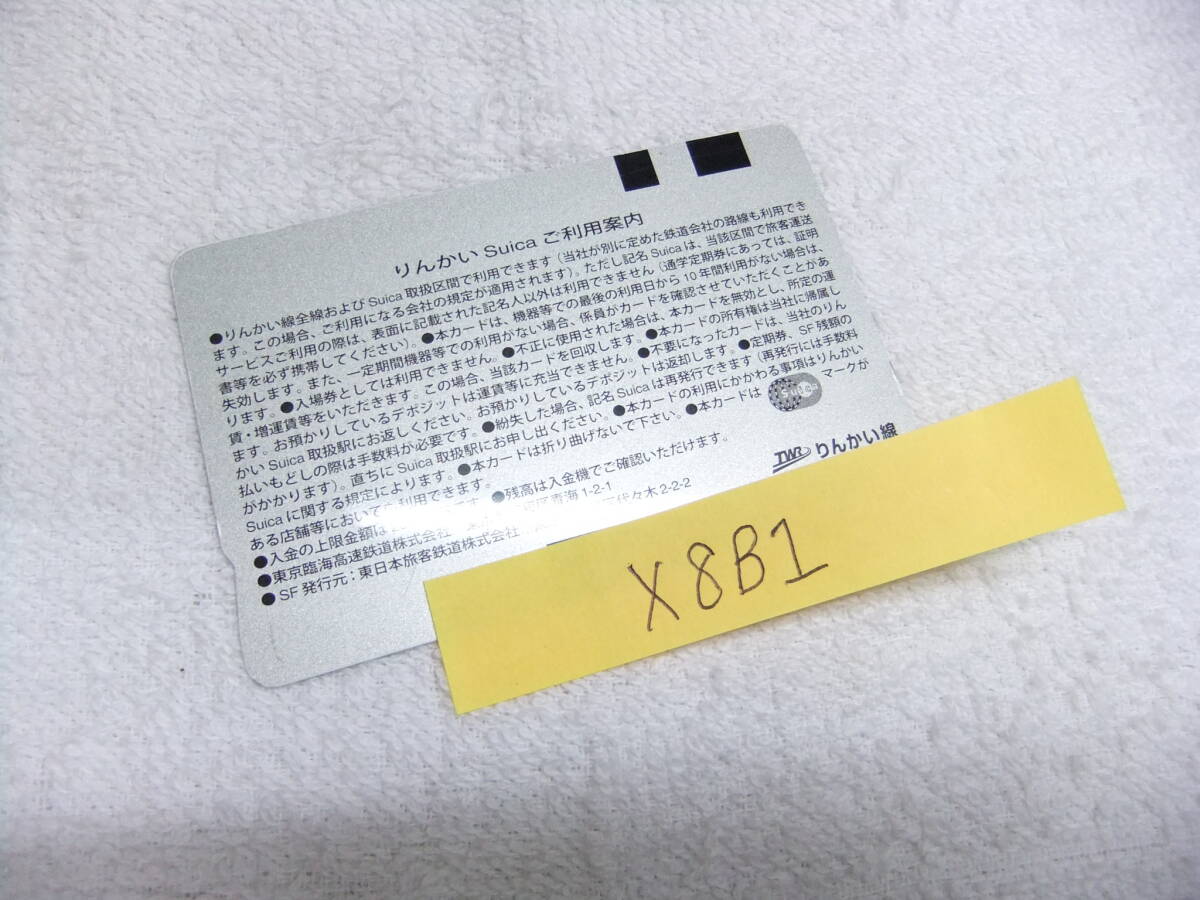 りんかい Suica ご利用案内
●りんかい線全線および Suica 取扱区間で利用できます（当社が別に定めた鉄道会社の路線も利用でき
ます。この場合、ご利用になる会社の規定が適用されます）。ただし記名 Suica は、当該区間で旅客運送
サービスご利用の際は、表面に記載された記名人以外は利用できません（通学定期券にあっては、証明
書等を必ず携帯してください）。●本カードは、機器等での最後の利用日から 10 年間利用がない場合は、
失効します。また、一定期間機器等での利用がない場合、係員がカードを確認させていただくことがあ
ります。●入場券としては利用できません。●不正に使用された場合は、本カードを無効とし、所定の運
賃・増運賃等をいただきます。この場合、当該カードを回収します。●本カードの所有権は当社に帰属し
ます。お預かりしているデポジットは運賃等に充当できません。●不要になったカードは、当社のりん
かい Suica 取扱駅にお返しください。お預かりしているデポジットは返却します。●定期券、SF 残額の
払いもどしの際は手数料が必要です。●紛失した場合、記名 Suica は再発行できます（再発行には手数料
がかかります）。直ちに Suica 取扱駅にお申し出ください。●本カードの利用にかかわる事項はりんかい
Suica に関する規定によります。●本カードは折り曲げないで下さい。●本カードは Suica マークが
ある店舗等においてご利用できます。
●入金の上限金額は です。●残高は入金機でご確認いただけます。
●東京臨海高速鉄道株式会社 青海 1-2-1
●SF 発行元：東日本旅客鉄道株式会社 代々木 2-2-2
TWR りんかい線
X8B1